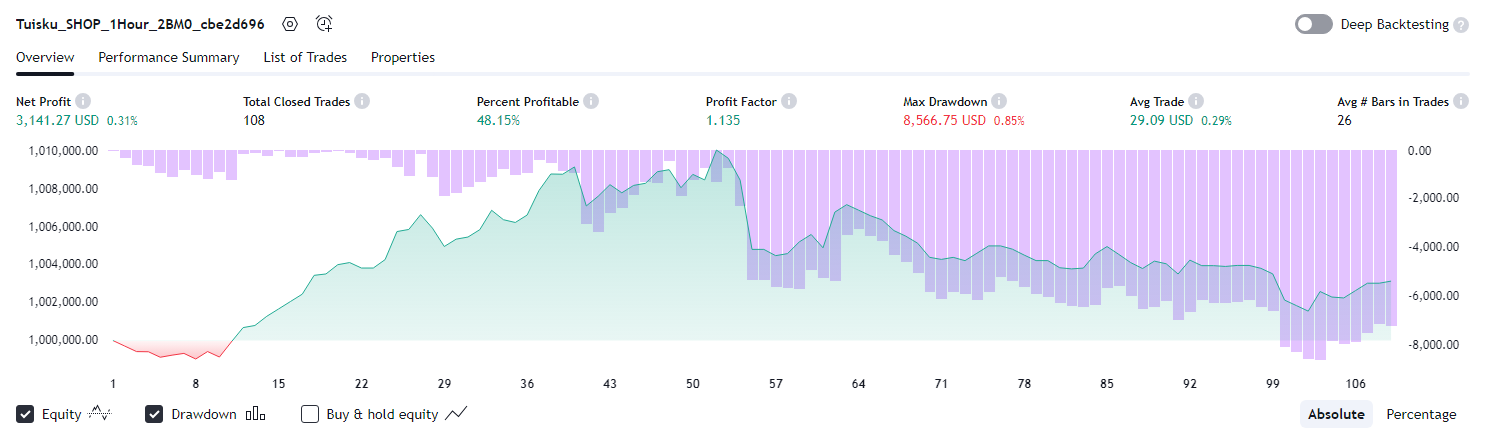 Tuisku_SHOP_1Hour_2BM0_cbe2d696
Deep Backtesting ?
Overview Performance Summary List of Trades Properties
Net Profit i Total Closed Trades i Percent Profitable i Profit Factor i Max Drawdown i Avg Trade i Avg # Bars in Trades i
3,141.27 USD 0.31% 108 48.15% 1.135 8,566.75 USD 0.85% 29.09 USD 0.29% 26
1,010,000.00 0.00
1,008,000.00 -2,000.00
1,006,000.00 -4,000.00
1,004,000.00
1,002,000.00 -6,000.00
1,000,000.00 -8,000.00
1 8 15 22 29 36 43 50 57 64 71 78 85 92 99 106
Equity Drawdown Buy & hold equity Absolute Percentage